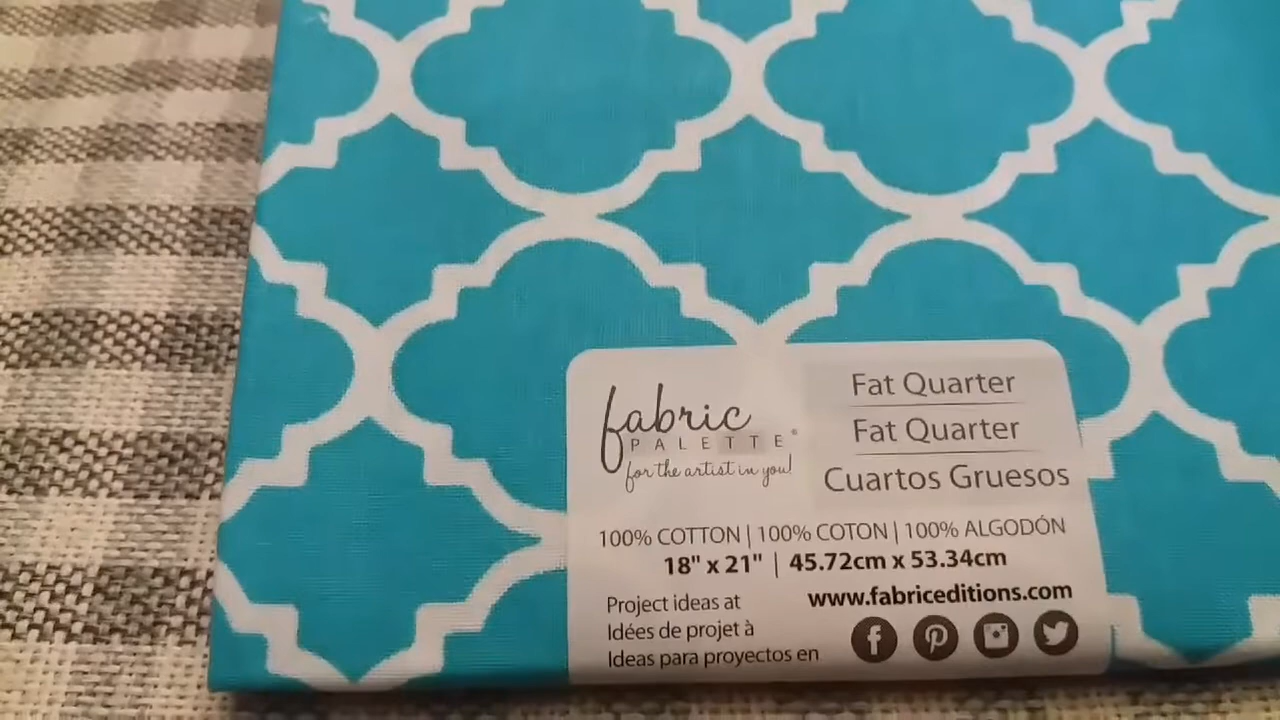 fabric
PALETTE®
for the artist in you!
Fat Quarter
Fat Quarter
Cuartos Gruesos
100% COTTON | 100% COTON | 100% ALGODÓN
18" x 21" | 45.72cm x 53.34cm
Project ideas at
Idées de projet à
Ideas para proyectos en
www.fabriceditions.com